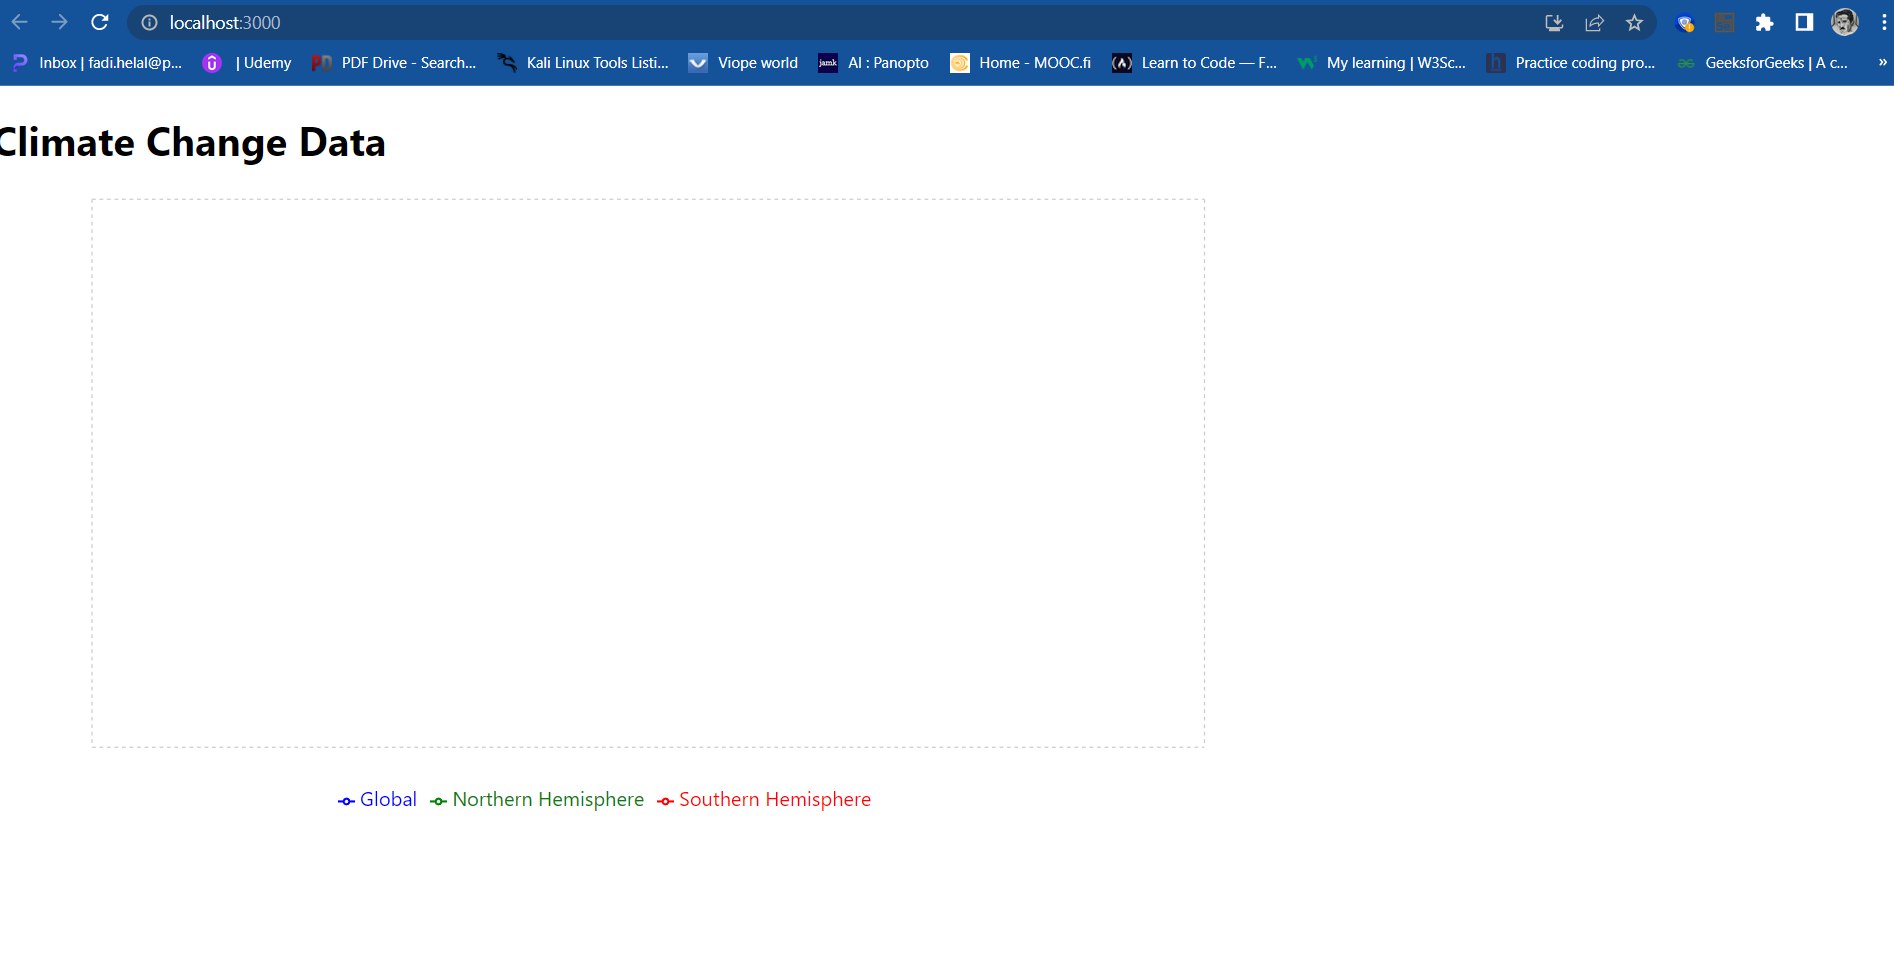 localhost:3000
Inbox | fadi.helal@p... | Udemy PDF Drive - Search... Kali Linux Tools Listi... Viope world jamk AI : Panopto Home - MOOC.fi Learn to Code — F... My learning | W3Sc... Practice coding pro... GeeksforGeeks | A c... »
Climate Change Data
Global Northern Hemisphere Southern Hemisphere